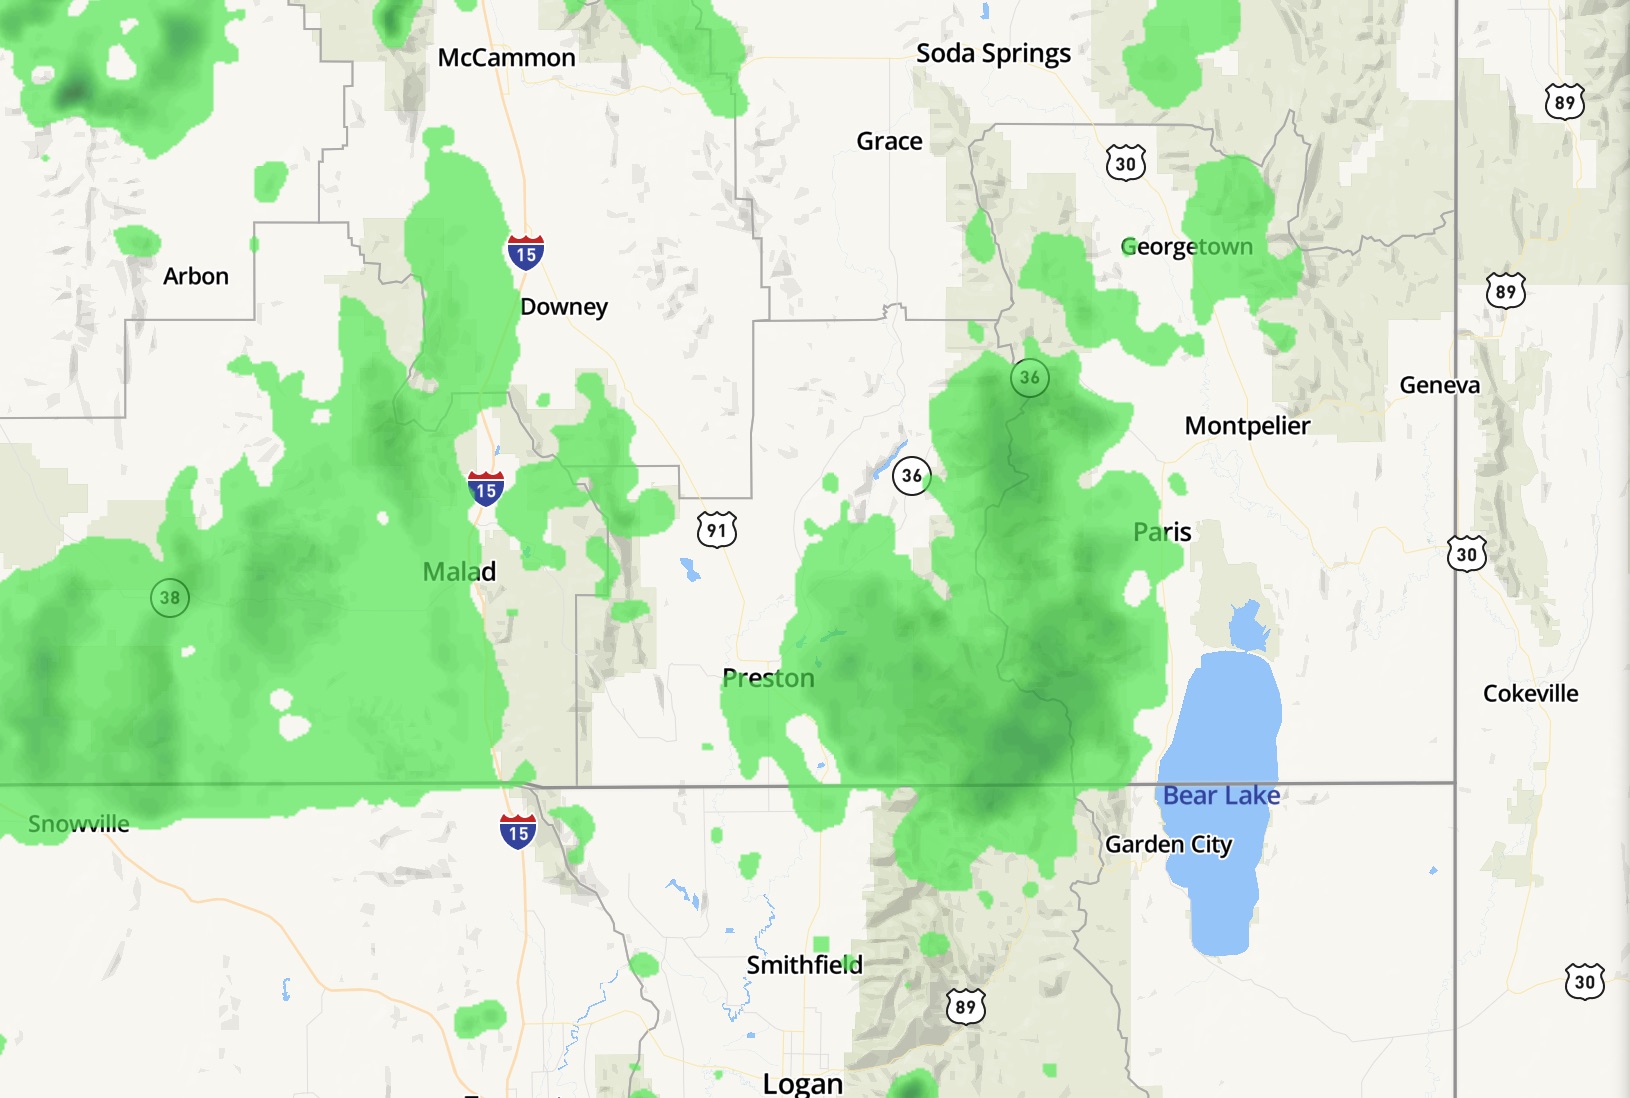 McCammon
Soda Springs
89
Grace
30
15
Georgetown
Arbon
89
Downey
36
Geneva
Montpelier
36
15
91
Paris
30
Malad
38
Preston
Cokeville
Bear Lake
Snowville
15
Garden City
Smithfield
30
89
Logan